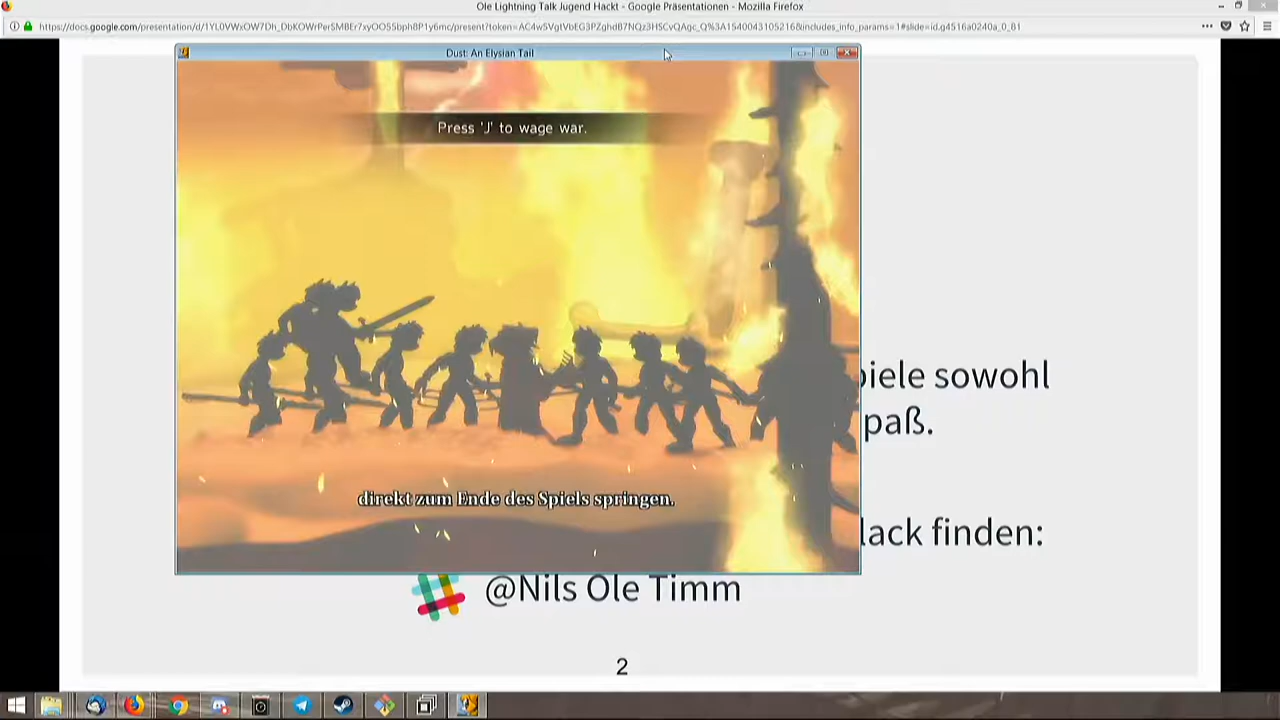 Ole Lightning Talk Jugend Hackt - Google Präsentationen - Mozilla Firefox
Dust: An Elysian Tail
Press 'J' to wage war.
piele sowohl
paß.
direkt zum Ende des Spiels springen.
lack finden:
@Nils Ole Timm
2